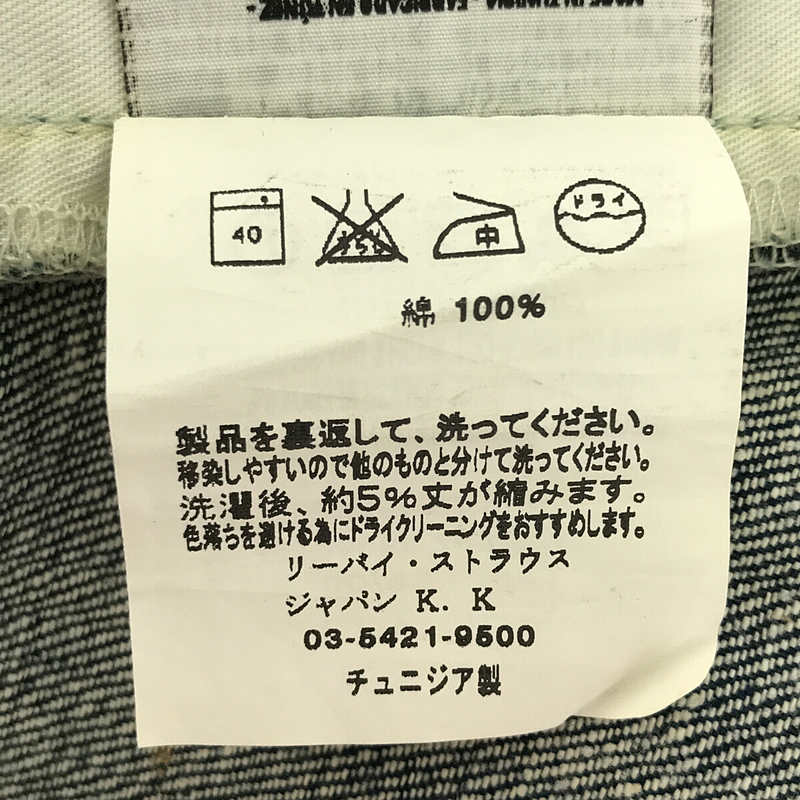 40
エンソ
中
ドライ
綿 100%
製品を裏返して、洗ってください。
移染しやすいので他のものと分けて洗ってください。
洗濯後、約5%丈が縮みます。
色落ちを避ける為にドライクリーニングをおすすめします。
リーバイ・ストラウス
ジャパン K. K
03-5421-9500
チュニジア製